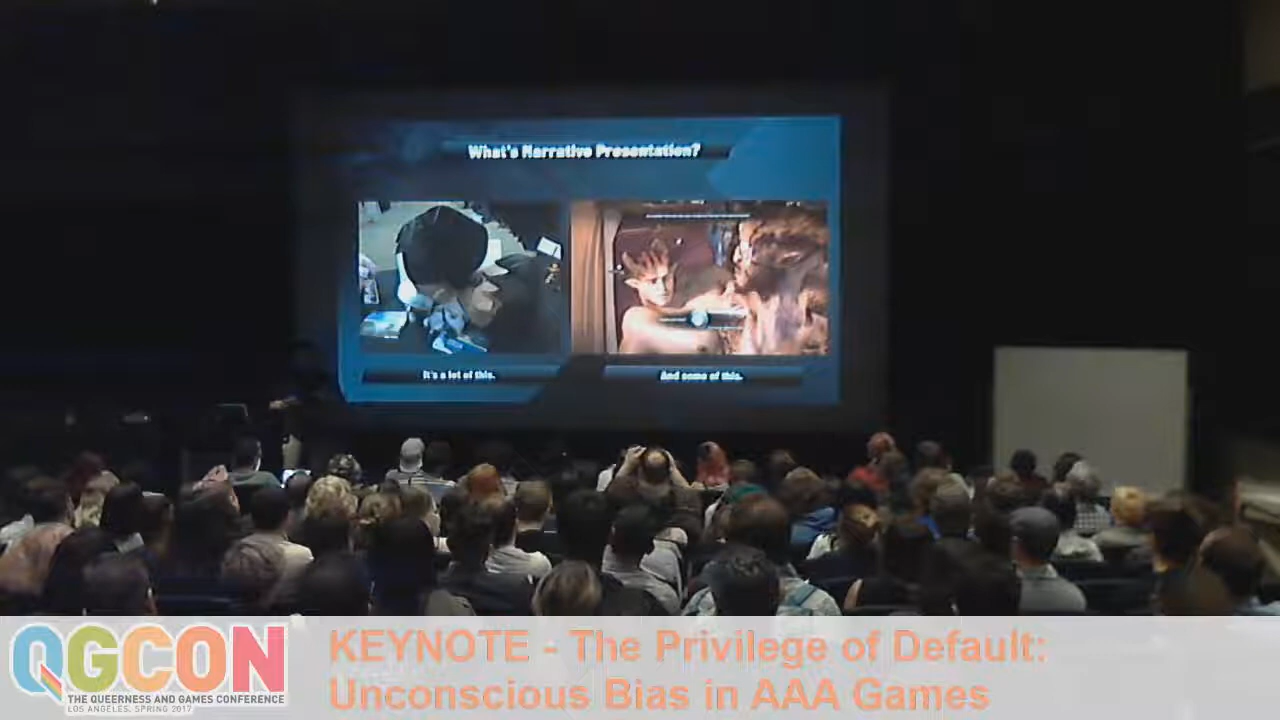 What's Narrative Presentation?
It's a lot of this.
And some of this.
QGCON
THE QUEERNESS AND GAMES CONFERENCE
LOS ANGELES, SPRING 2017
KEYNOTE - The Privilege of Default:
Unconscious Bias in AAA Games